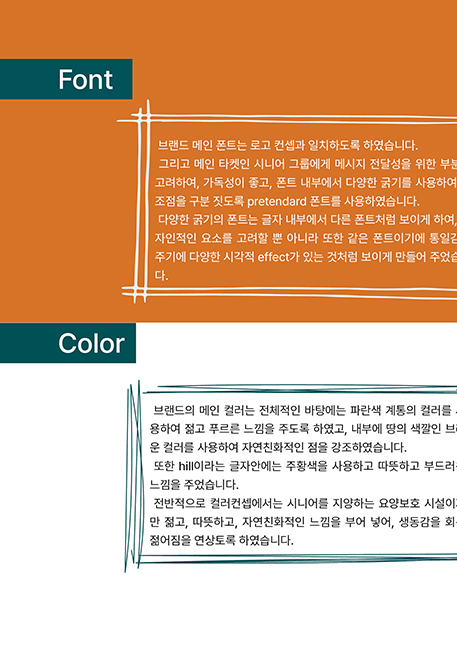 Font
브랜드 메인 폰트는 로고 컨셉과 일치하도록 하였습니다.
그리고 메인 타켓인 시니어 그룹에게 메시지 전달성을 위한 부분
고려하여, 가독성이 좋고, 폰트 내부에서 다양한 굵기를 사용하여
조점을 구분 짓도록 pretendard 폰트를 사용하였습니다.
다양한 굵기의 폰트는 글자 내부에서 다른 폰트처럼 보이게 하여,
자인적인 요소를 고려할 뿐 아니라 또한 같은 폰트이기에 통일감
주기에 다양한 시각적 effect가 있는 것처럼 보이게 만들어 주었습
다.
Color
브랜드의 메인 컬러는 전체적인 바탕에는 파란색 계통의 컬러를
용하여 젊고 푸르른 느낌을 주도록 하였고, 내부에 땅의 색깔인 브
운 컬러를 사용하여 자연친화적인 점을 강조하였습니다.
또한 hill이라는 글자안에는 주황색을 사용하고 따뜻하고 부드러
느낌을 주었습니다.
전반적으로 컬러컨셉에서는 시니어를 지양하는 요양보호 시설이
만 젊고, 따뜻하고, 자연친화적인 느낌을 부어 넣어, 생동감을 회
젊어짐을 연상토록 하였습니다.